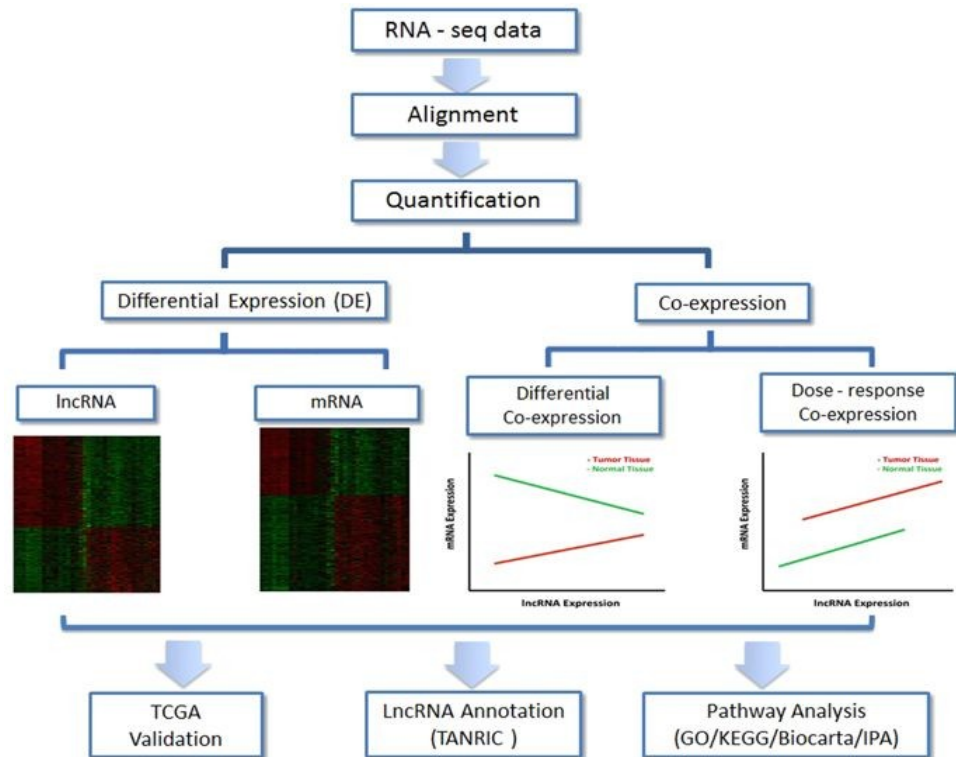 RNA - seq data
Alignment
Quantification
Differential Expression (DE)
Co-expression
lncRNA
mRNA
Differential
Co-expression
Dose - response
Co-expression
- Tumor Tissue
- Normal Tissue
mRNA Expression
lncRNA Expression
- Tumor Tissue
- Normal Tissue
mRNA Expression
lncRNA Expression
TCGA
Validation
LncRNA Annotation
(TANRIC )
Pathway Analysis
(GO/KEGG/Biocarta/IPA)